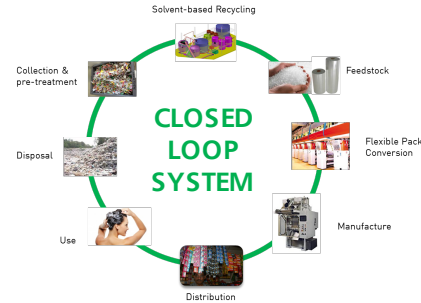 Solvent-based Recycling
Collection &
pre-treatment
Feedstock
CLOSED
LOOP
SYSTEM
Flexible Pack
Conversion
Disposal
Manufacture
Use
Distribution